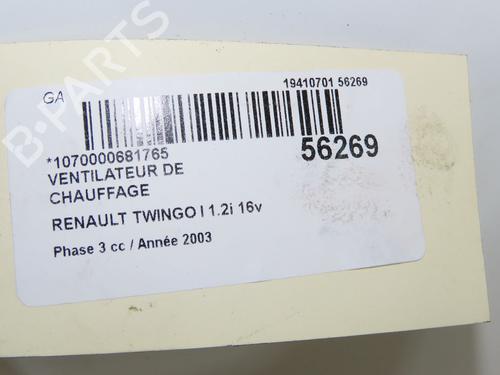 GA
19410701 56269
*1070000681765
56269
VENTILATEUR DE
CHAUFFAGE
RENAULT TWINGO I 1.2i 16v
Phase 3 cc / Année 2003
B-PARTS